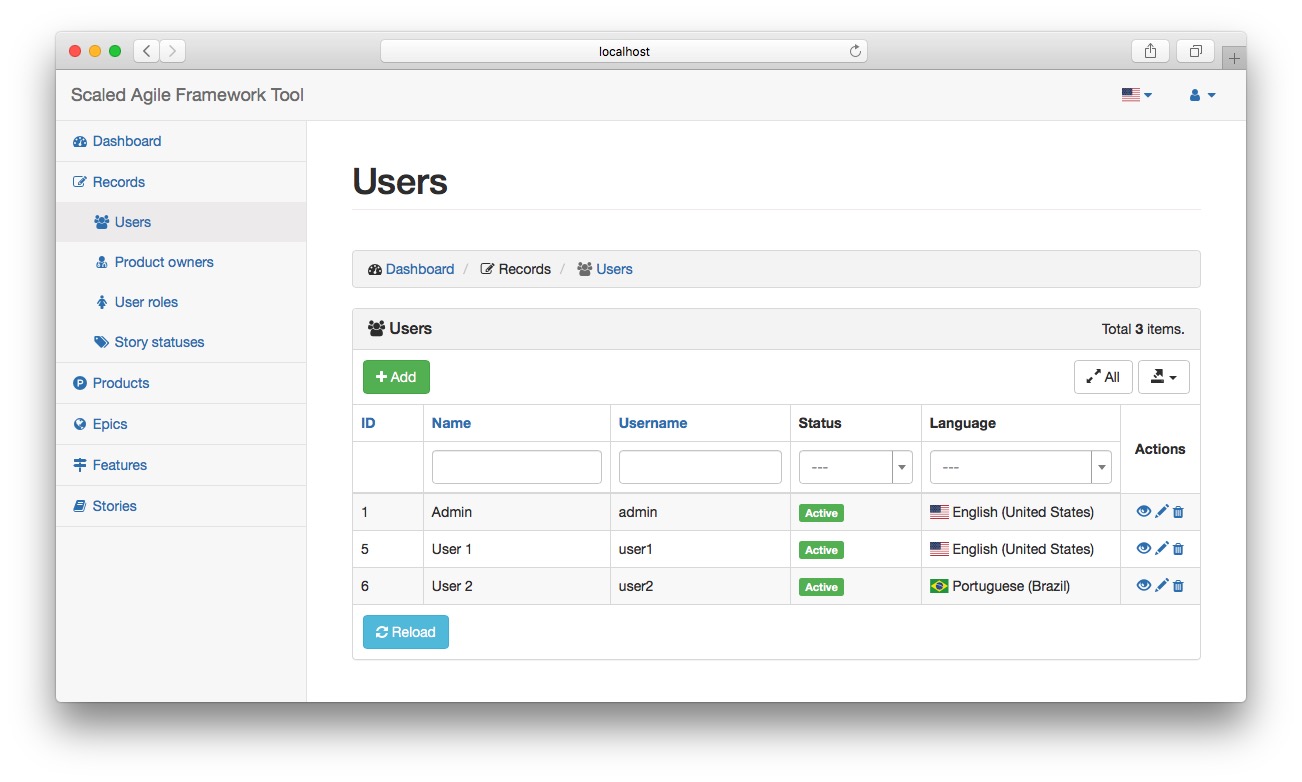 localhost
Scaled Agile Framework Tool
Dashboard
Records
Users
Product owners
User roles
Story statuses
Products
Epics
Features
Stories
Users
Dashboard / Records / Users
Users Total 3 items.
+ Add All
ID Name Username Status Language Actions
--- ---
1 Admin admin Active English (United States)
5 User 1 user1 Active English (United States)
6 User 2 user2 Active Portuguese (Brazil)
Reload